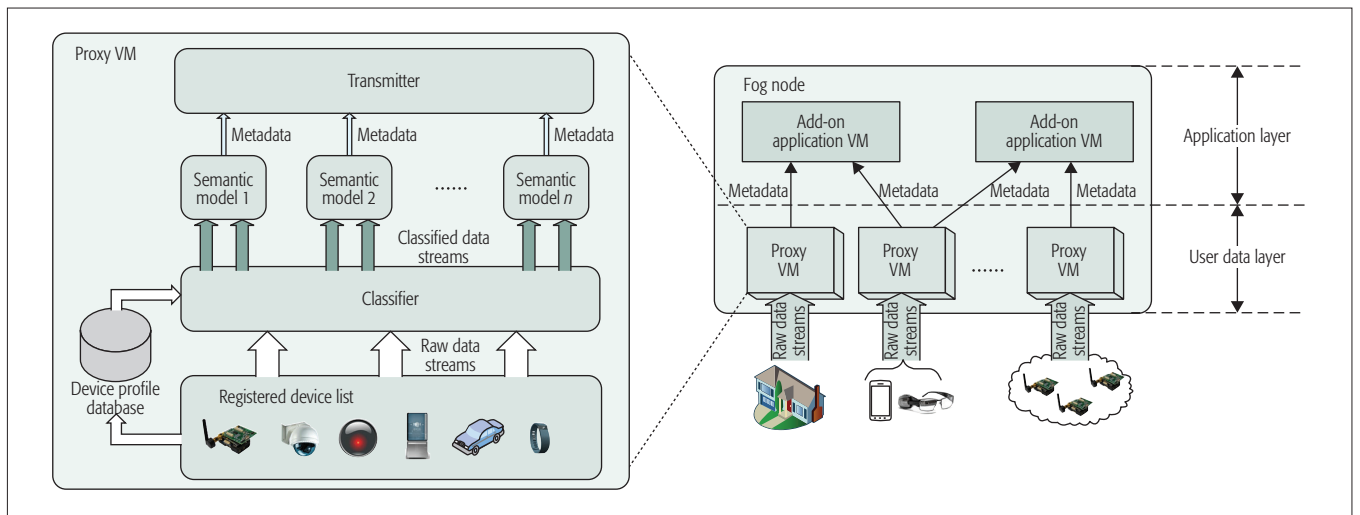 Proxy VM
Transmitter
Metadata
Metadata
Metadata
Semantic
model 1
Semantic
model 2
......
Semantic
model n
Classified data
streams
Classifier
Raw data
streams
Device profile
database
Registered device list
Fog node
Add-on
application VM
Add-on
application VM
Application layer
Metadata
Metadata
Metadata
Metadata
Proxy
VM
Proxy
VM
......
Proxy
VM
User data layer
Raw data
streams
Raw data
streams
Raw data
streams